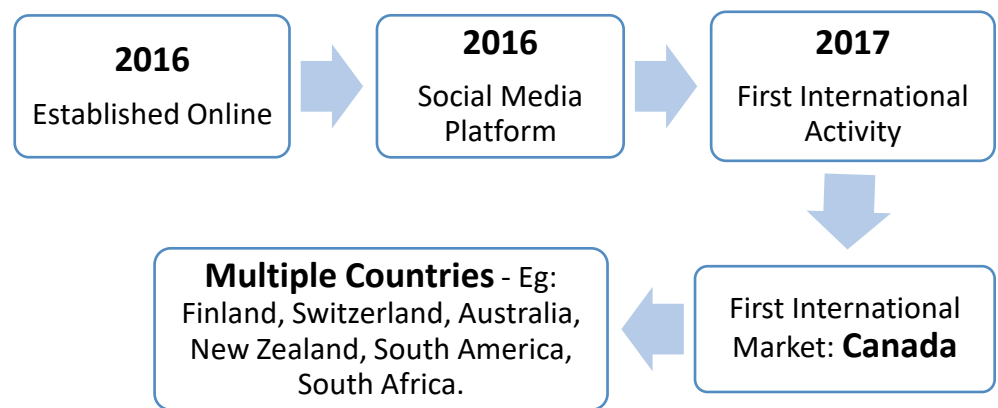 2016
Established Online
2016
Social Media
Platform
2017
First International
Activity
First International
Market: Canada
Multiple Countries - Eg:
Finland, Switzerland, Australia,
New Zealand, South America,
South Africa.